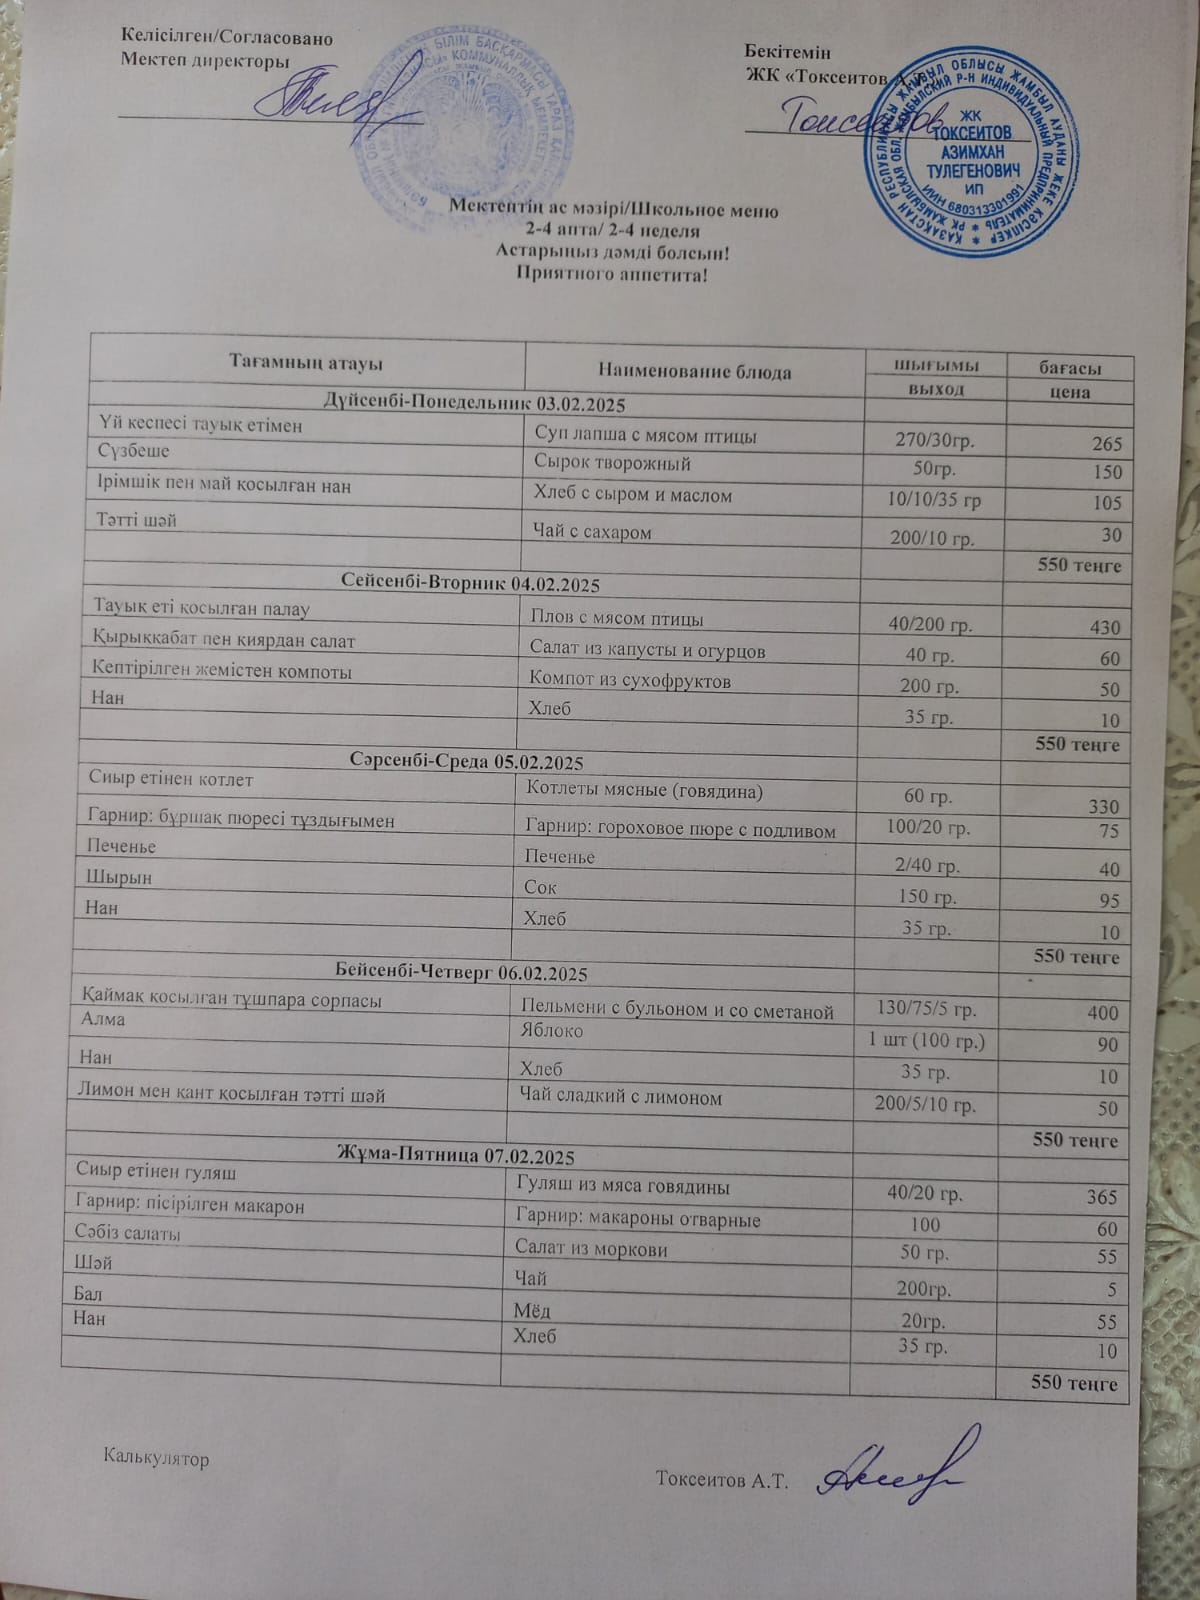 Келісілген/Согласовано
Мектеп директоры
Бекітемін
ЖК «Токсеитов А.Т.»
ЖК
ТОКСЕИТОВ
АЗИМХАН
ТУЛЕГЕНОВИЧ
ИП
ИИН 680313301991
Мектептің ас мәзірі/Школьное меню
2-4 апта/ 2-4 неделя
Астарыңыз дәмді болсын!
Приятного аппетита!
Тағамның атауы Наименование блюда шығымы бағасы
выход цена
Дүйсенбі-Понедельник 03.02.2025
Үй кеспесі тауық етімен Суп лапша с мясом птицы 270/30гр. 265
Сүзбеше Сырок творожный 50гр. 150
Ірімшік пен май қосылған нан Хлеб с сыром и маслом 10/10/35 гр 105
Тәтті шәй Чай с сахаром 200/10 гр. 30
550 теңге
Сейсенбі-Вторник 04.02.2025
Тауық еті қосылған палау Плов с мясом птицы 40/200 гр. 430
Қырыққабат пен киярдан салат Салат из капусты и огурцов 40 гр. 60
Кептірілген жемістен компоты Компот из сухофруктов 200 гр. 50
Нан Хлеб 35 гр. 10
550 теңге
Сәрсенбі-Среда 05.02.2025
Сиыр етінен котлет Котлеты мясные (говядина) 60 гр. 330
Гарнир: бұршақ пюресі тұздығымен Гарнир: гороховое пюре с подливом 100/20 гр. 75
Печенье Печенье 2/40 гр. 40
Шырын Сок 150 гр. 95
Нан Хлеб 35 гр. 10
550 теңге
Бейсенбі-Четверг 06.02.2025
Қаймақ қосылған тұшпара сорпасы Пельмени с бульоном и со сметаной 130/75/5 гр. 400
Алма Яблоко 1 шт (100 гр.) 90
Нан Хлеб 35 гр. 10
Лимон мен қант қосылған тәтті шәй Чай сладкий с лимоном 200/5/10 гр. 50
550 теңге
Жұма-Пятница 07.02.2025
Сиыр етінен гуляш Гуляш из мяса говядины 40/20 гр. 365
Гарнир: пісірілген макарон Гарнир: макароны отварные 100 60
Сәбіз салаты Салат из моркови 50 гр. 55
Шәй Чай 200гр. 5
Бал Мёд 20гр. 55
Нан Хлеб 35 гр. 10
550 теңге
Калькулятор
Токсеитов А.Т.